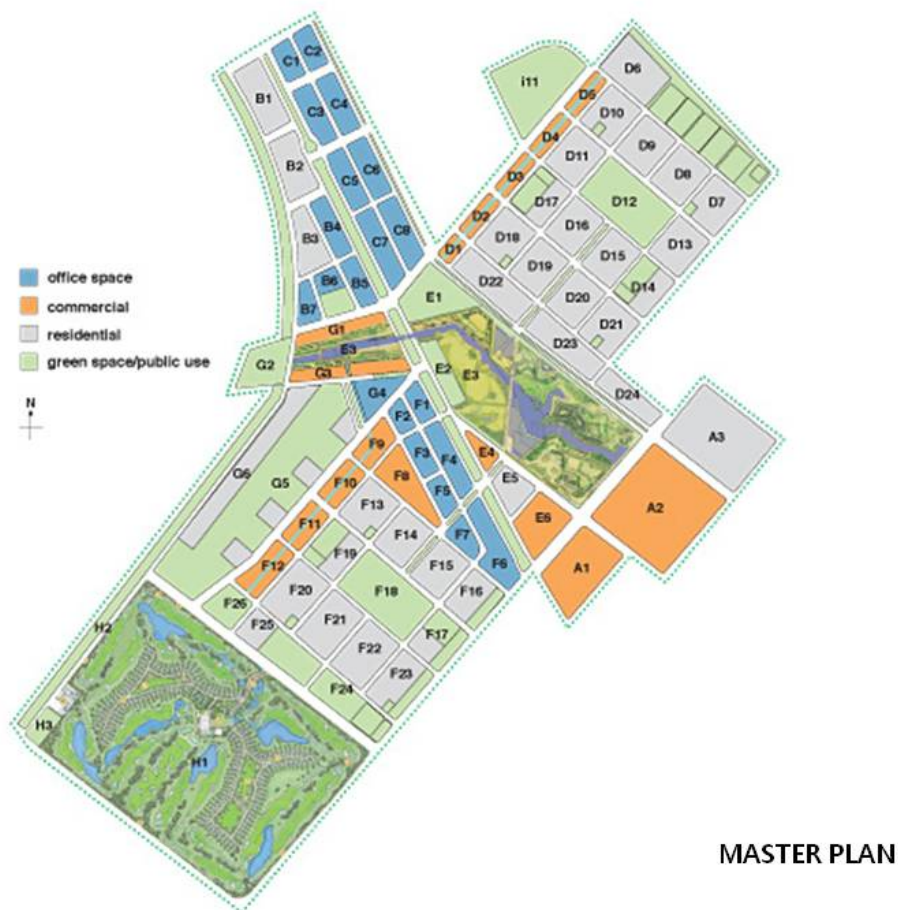 C1
C2
B1
C3
C4
B2
C5
C6
B4
B3
C7
C8
B6
B5
B7
D6
i11
D5
D10
D4
D9
D11
D8
D3
D17
D12
D7
D2
D16
D18
D13
D1
D15
D19
D22
D14
D20
D21
D23
D24
office space
commercial
residential
green space/public use
N
E1
G1
E3
G2
G3
E2
E3
G4
F1
F2
A3
F9
F3
F4
E4
F8
G6
G5
F10
F5
E5
A2
F13
F11
E6
F14
F7
F19
F12
F15
F6
A1
F20
F18
F16
F26
F25
F21
F17
H2
F22
F23
F24
H3
H1
MASTER PLAN